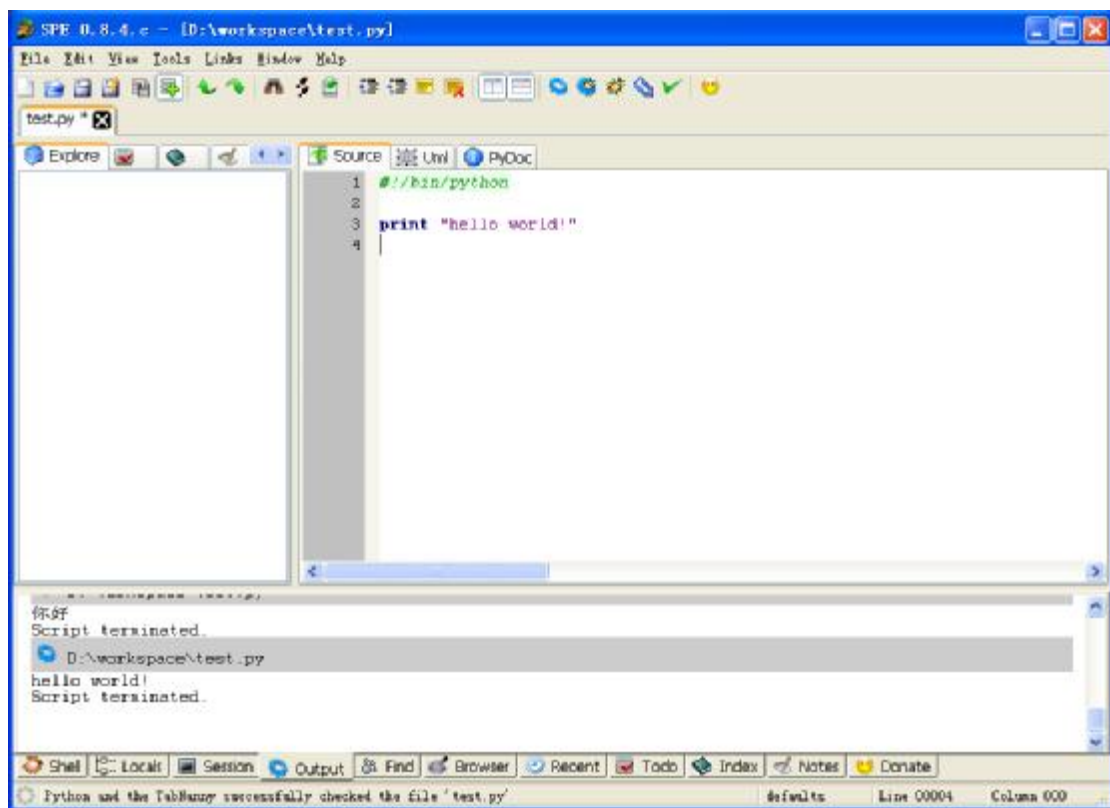 SPE 0.8.4.c - [D:\workspace\test.py]
File Edit View Tools Links Window Help
test.py *
Explore
Source Uml PyDoc
1 #!/bin/python
2
3 print "hello world!"
4
你好
Script terminated.
D:\workspace\test.py
hello world!
Script terminated.
Shell Locals Session Output Find Browser Recent Todo Index Notes Donate
Python and the TabNanny successfully checked the file 'test.py' defaults Line 00004 Column 000